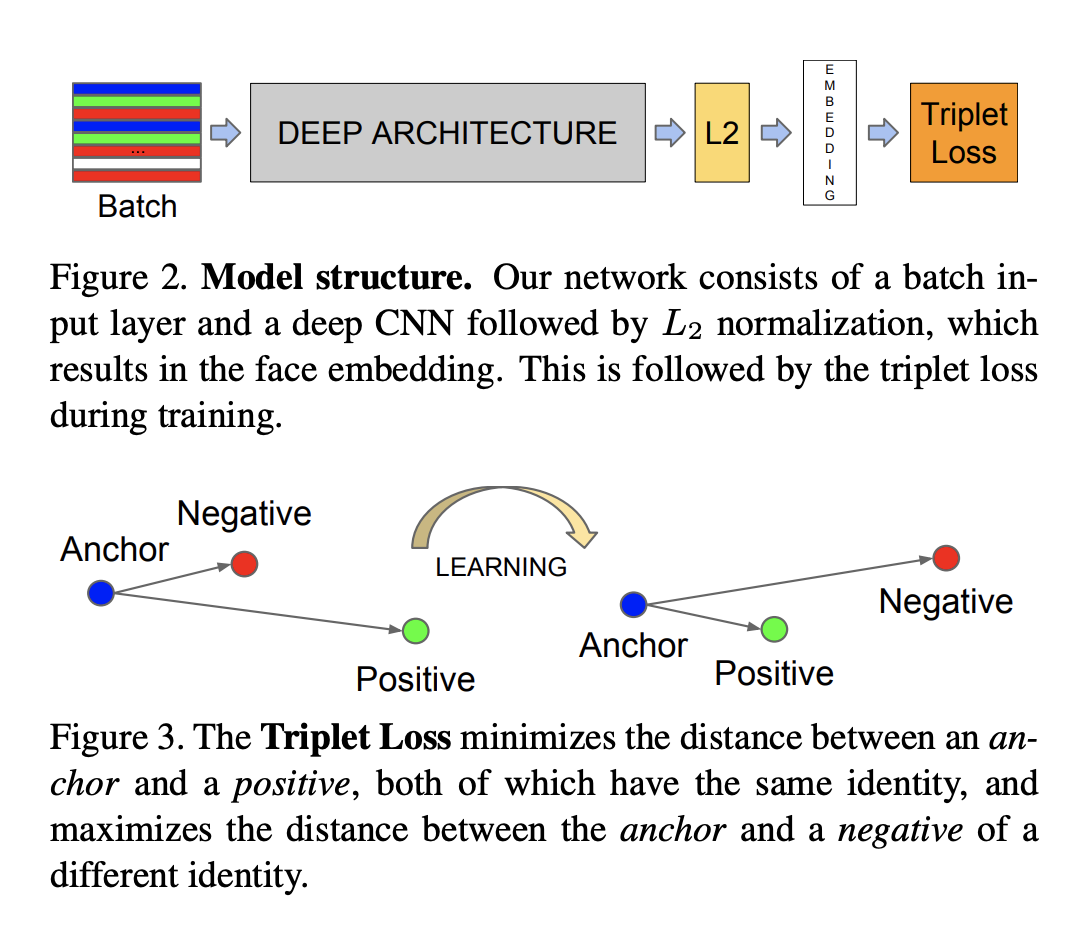 DEEP ARCHITECTURE
L2
EMBEDDING
Triplet
Loss
...
Batch
Figure 2. Model structure. Our network consists of a batch in-
put layer and a deep CNN followed by L2 normalization, which
results in the face embedding. This is followed by the triplet loss
during training.
Negative
Anchor
LEARNING
Positive
Negative
Anchor
Positive
Figure 3. The Triplet Loss minimizes the distance between an an-
chor and a positive, both of which have the same identity, and
maximizes the distance between the anchor and a negative of a
different identity.